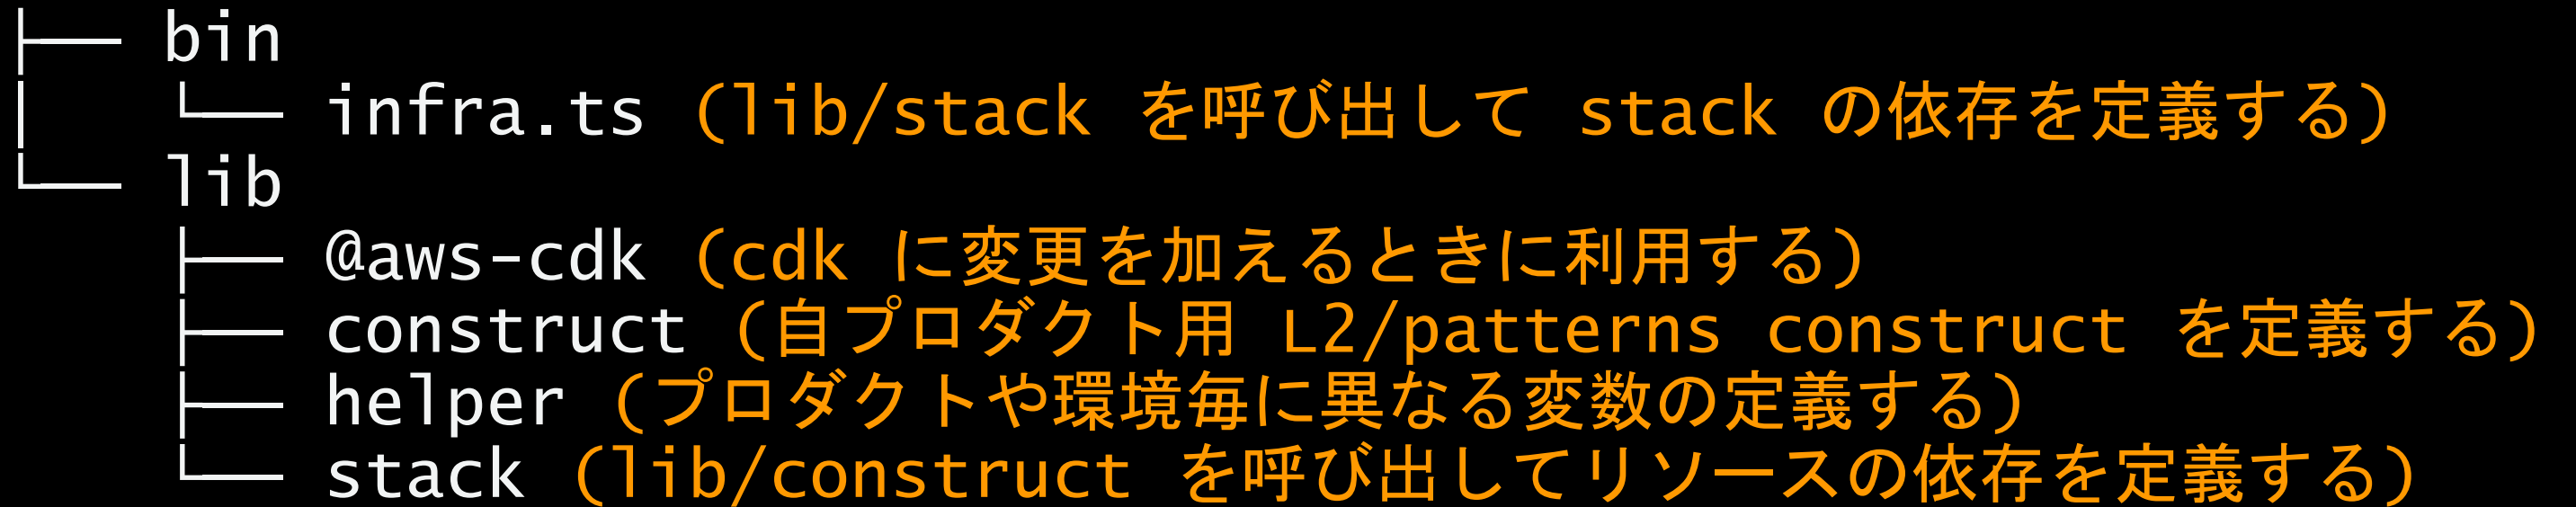 ├── bin
│   └── infra.ts (lib/stack を呼び出して stack の依存を定義する)
└── lib
    ├── @aws-cdk (cdk に変更を加えるときに利用する)
    ├── construct (自プロダクト用 L2/patterns construct を定義する)
    ├── helper (プロダクトや環境毎に異なる変数の定義する)
    └── stack (lib/construct を呼び出してリソースの依存を定義する)